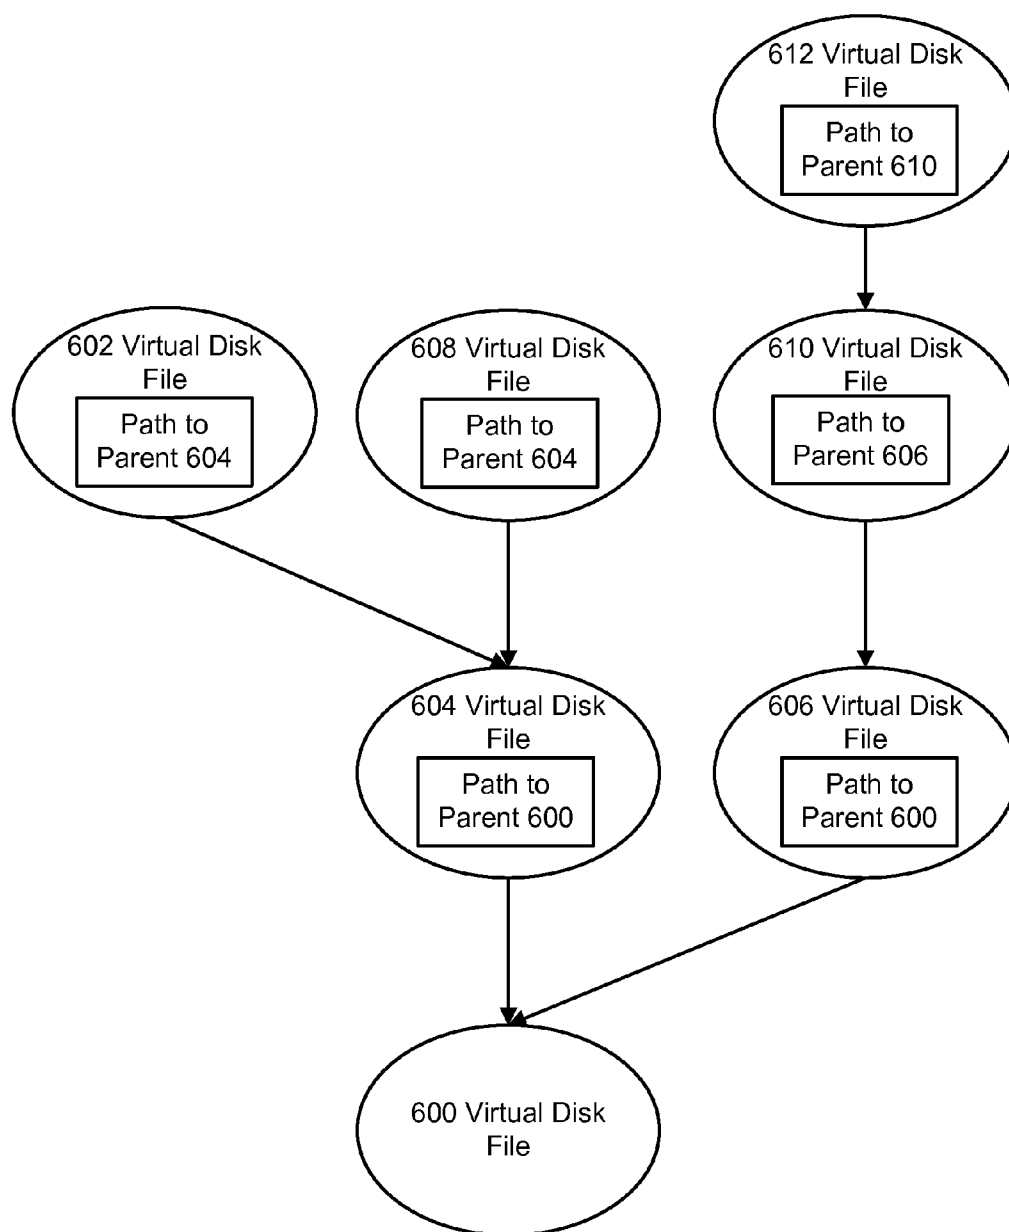 612 Virtual Disk
File
Path to
Parent 610
602 Virtual Disk
File
Path to
Parent 604
608 Virtual Disk
File
Path to
Parent 604
610 Virtual Disk
File
Path to
Parent 606
604 Virtual Disk
File
Path to
Parent 600
606 Virtual Disk
File
Path to
Parent 600
600 Virtual Disk
File